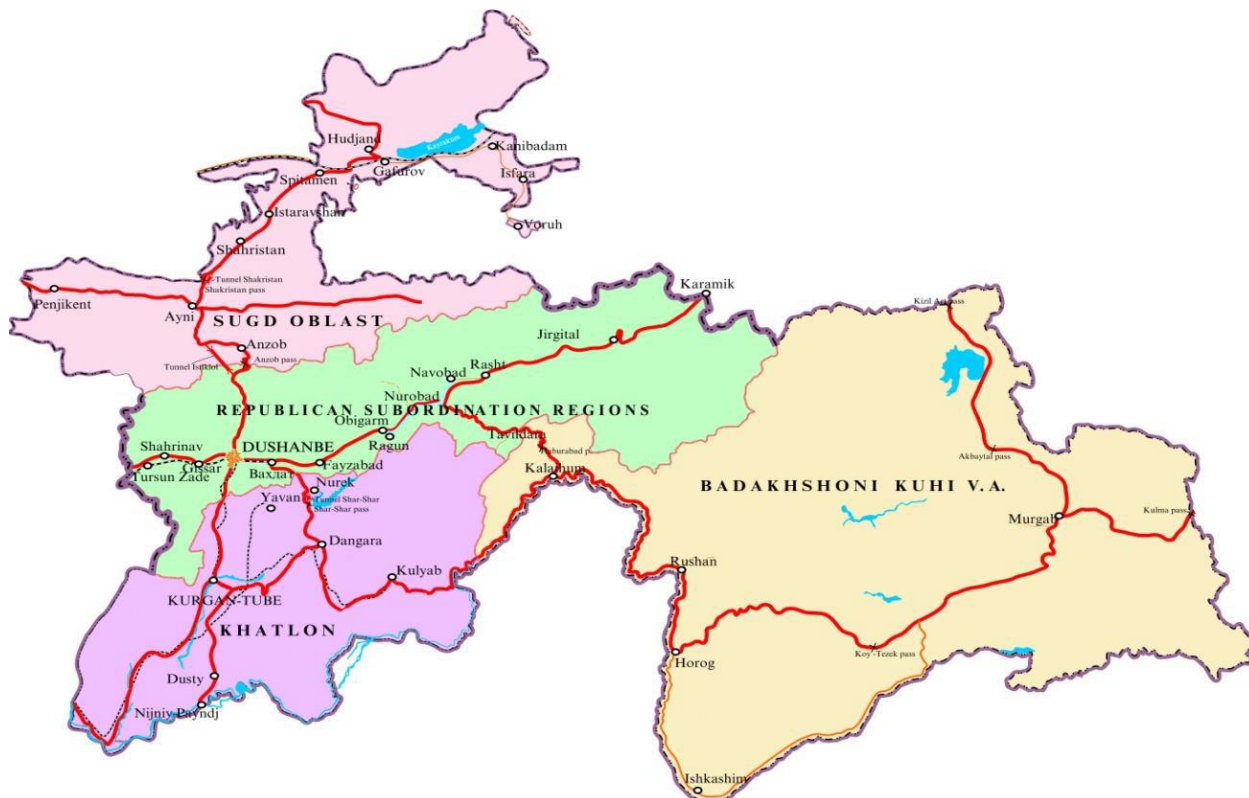 Hudjand
Kayrakum
Kanibadam
Gafurov
Spitamen
Isfara
Istaravshan
Voruh
Shahristan
Tunnel Shakristan
Shakristan pass
Karamik
Penjikent
Kizil Art pass
Ayni
SUGD OBLAST
Jirgital
Anzob
Anzob pass
Tunnel Istiklol
Rasht
Navobad
Nurobad
REPUBLICAN SUBORDINATION REGIONS
Obigarm
Ragun
Tavildara
DUSHANBE
Shahrinav
Gissar
Tursun Zade
Вахдат
Fayzabad
Kalaihum
Akbaytal pass
Nurek
Yavan
Tunnel Shar-Shar
Shar-Shar pass
BADAKHSHONI KUHI V.A.
Murgab
Kulma pass
Dangara
Rushan
Kulyab
KURGAN-TUBE
KHATLON
Koy-Tezek pass
Horog
Dusty
Nijniy Payndj
Ishkashim